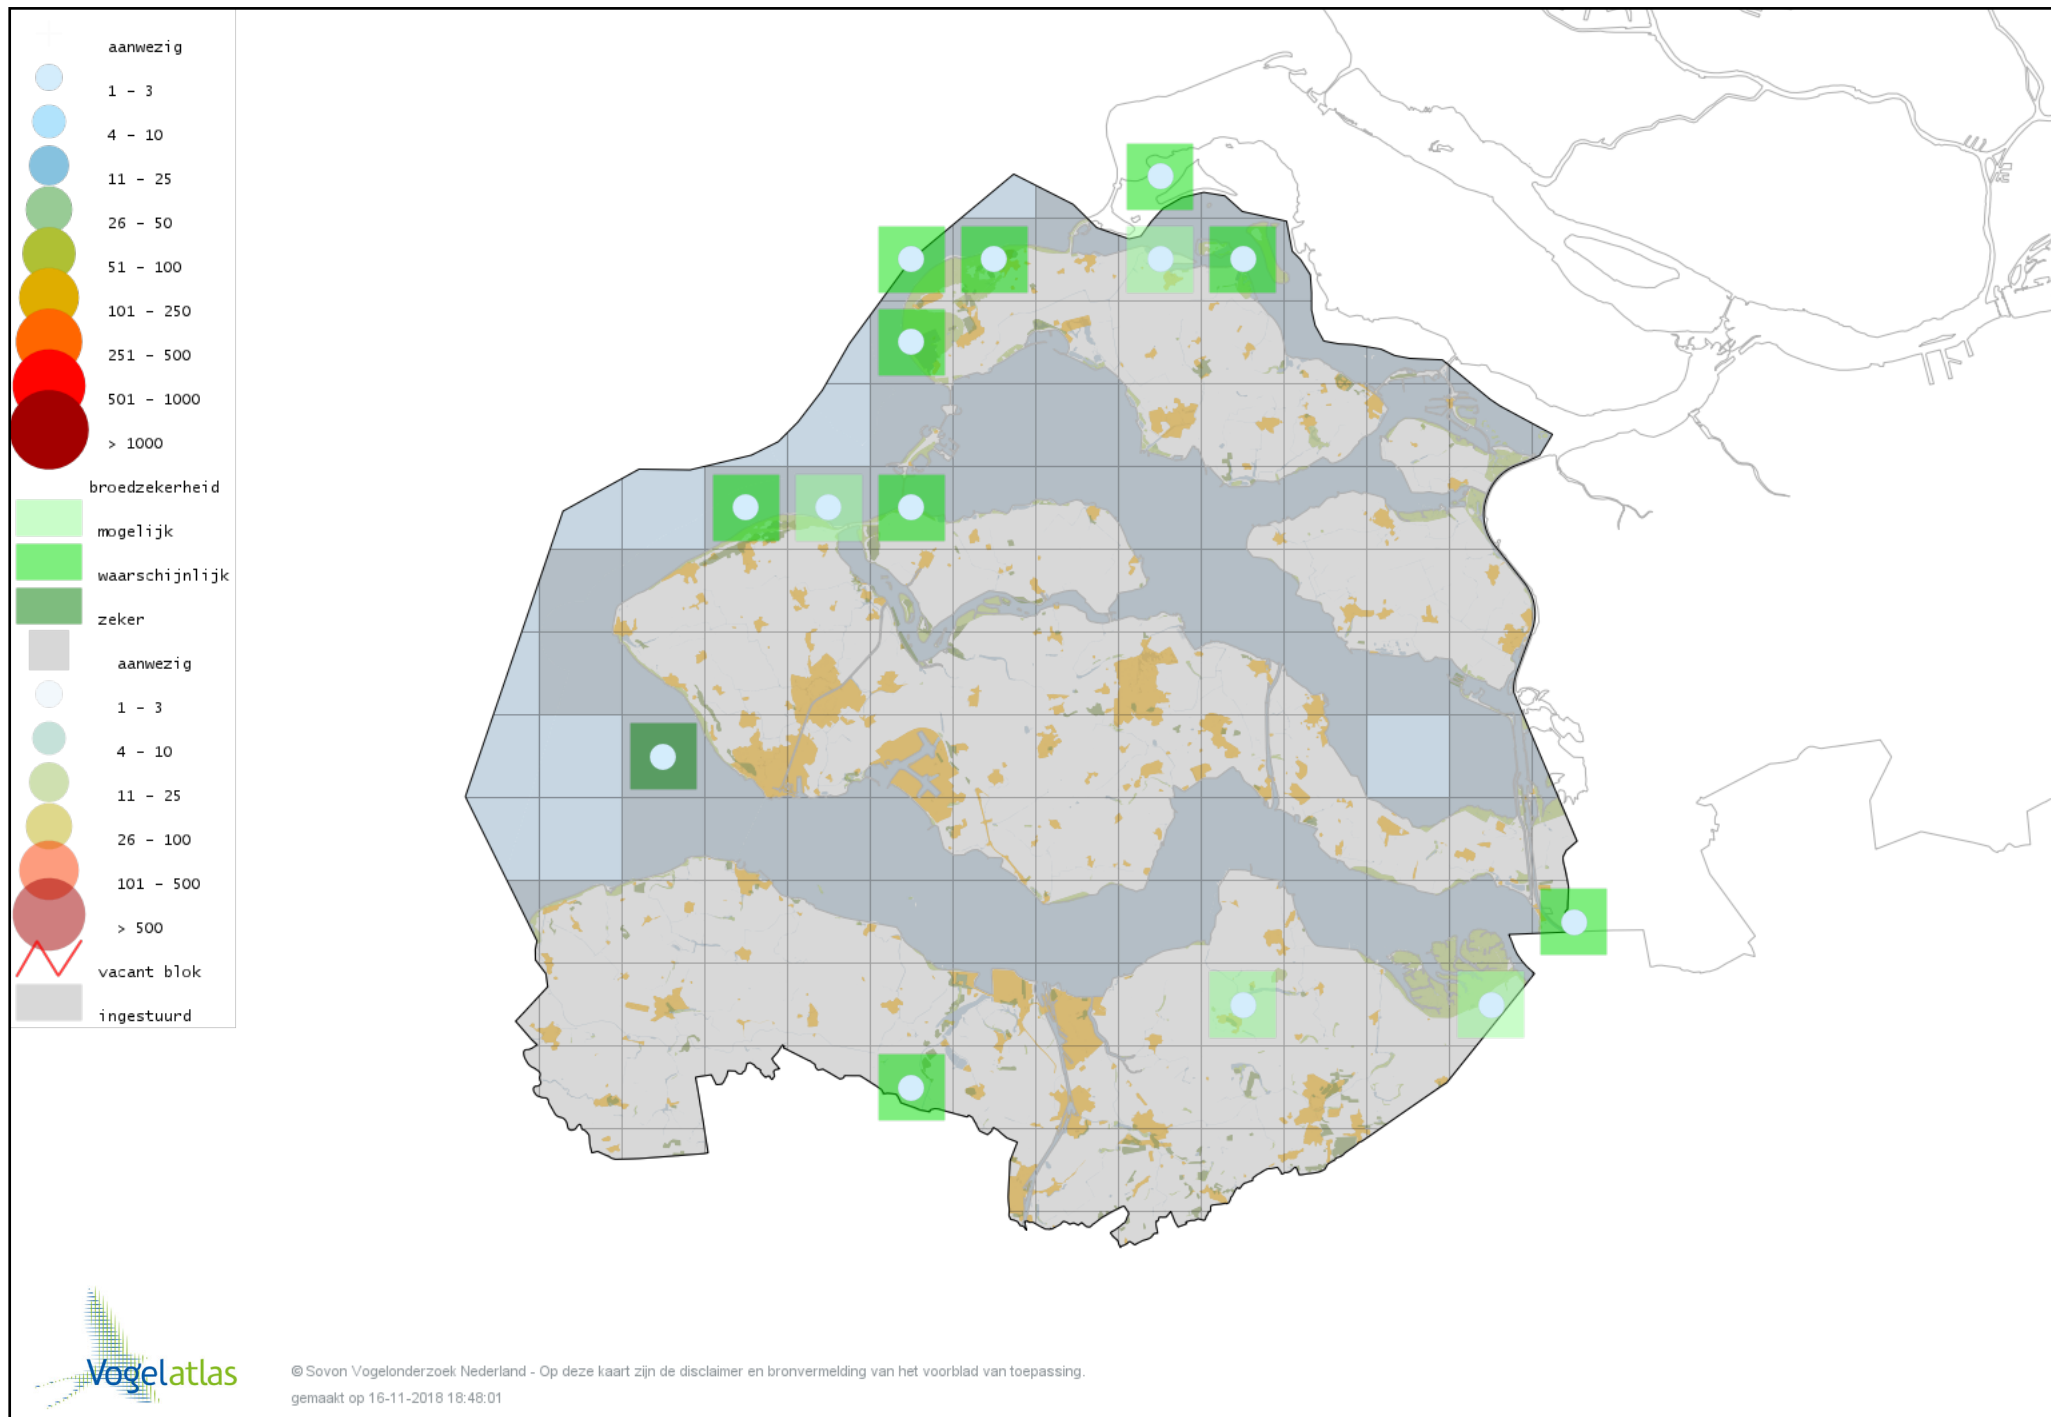 aanwezig
1 - 3
4 - 10
11 - 25
26 - 50
51 - 100
101 - 250
251 - 500
501 - 1000
> 1000
broedzekerheid
mogelijk
waarschijnlijk
zeker
aanwezig
1 - 3
4 - 10
11 - 25
26 - 100
101 - 500
> 500
vacant blok
ingestuurd
Vogelatlas
© Sovon Vogelonderzoek Nederland - Op deze kaart zijn de disclaimer en bronvermelding van het voorblad van toepassing.
gemaakt op 16-11-2018 18:48:01